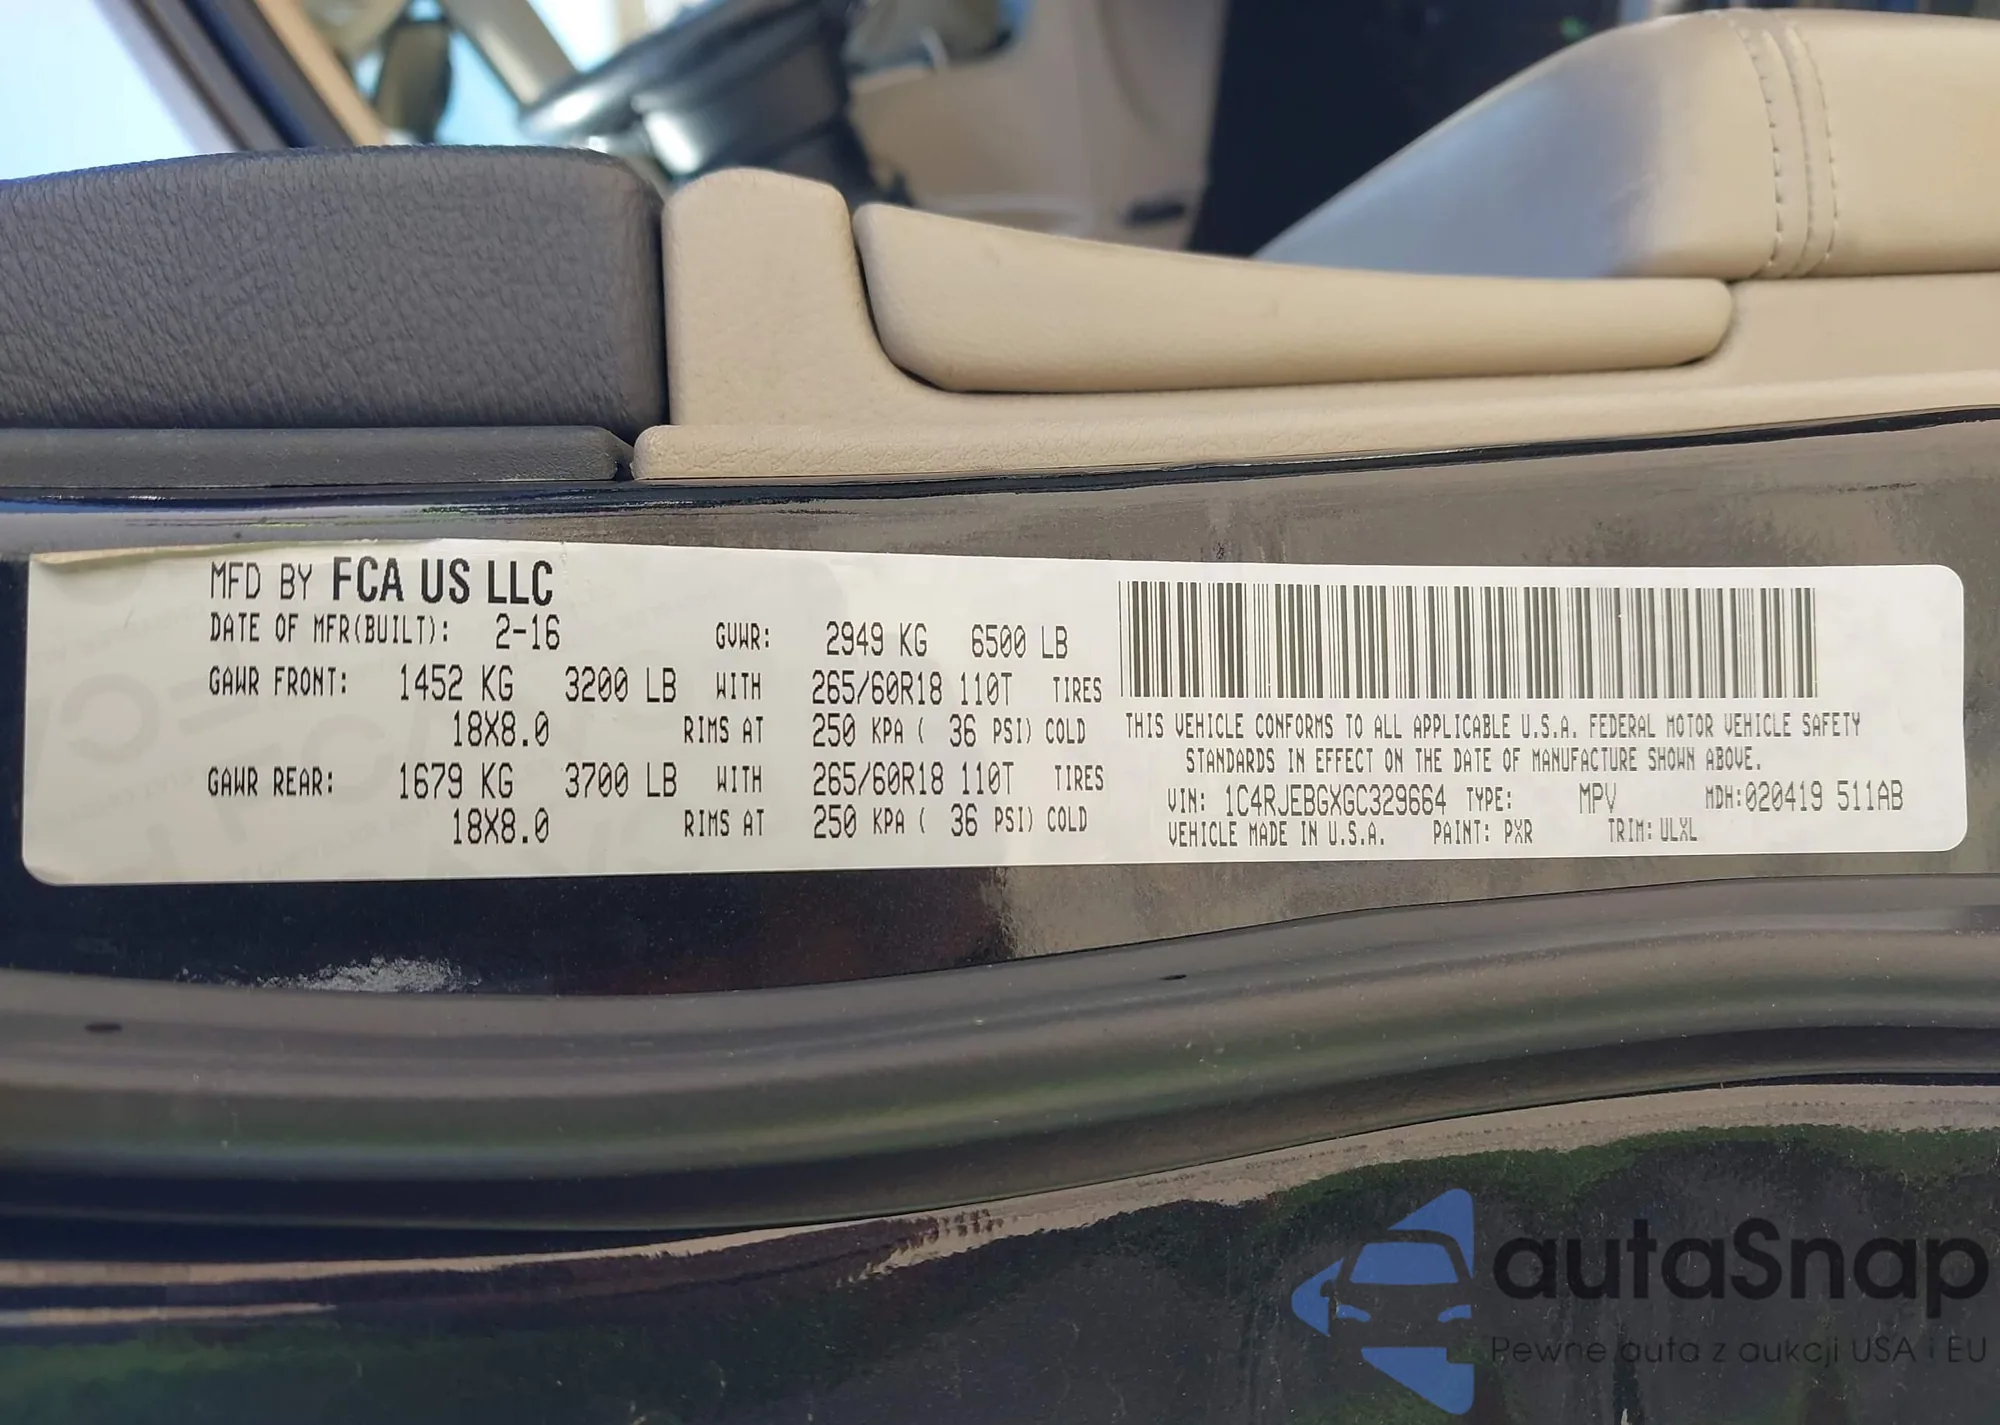 MFD BY FCA US LLC
DATE OF MFR(BUILT): 2-16 GVWR: 2949 KG 6500 LB
GAWR FRONT: 1452 KG 3200 LB WITH 265/60R18 110T TIRES
18X8.0 RIMS AT 250 KPA ( 36 PSI) COLD
GAWR REAR: 1679 KG 3700 LB WITH 265/60R18 110T TIRES
18X8.0 RIMS AT 250 KPA ( 36 PSI) COLD
THIS VEHICLE CONFORMS TO ALL APPLICABLE U.S.A. FEDERAL MOTOR VEHICLE SAFETY
STANDARDS IN EFFECT ON THE DATE OF MANUFACTURE SHOWN ABOVE.
VIN: 1C4RJEBGXGC329664 TYPE: MPV MDH:020419 511AB
VEHICLE MADE IN U.S.A. PAINT: PXR TRIM: ULXL
autaSnap
Pewne auta z aukcji USA i EU